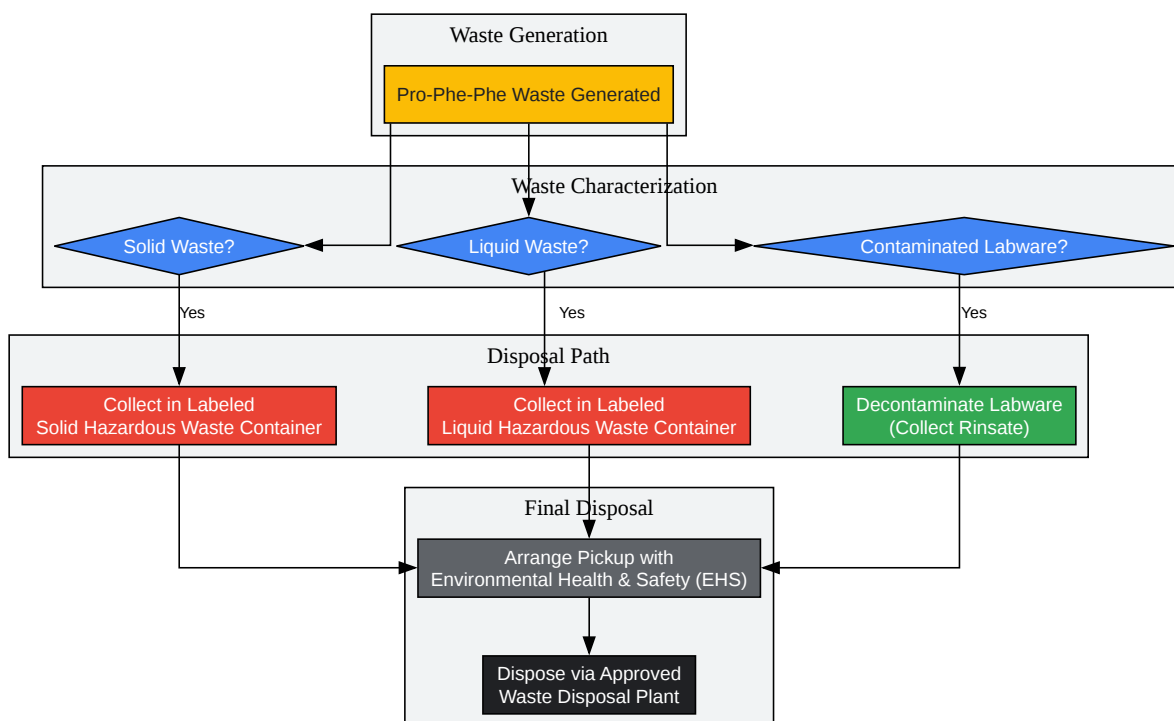 Waste Generation
Pro-Phe-Phe Waste Generated
Waste Characterization
Solid Waste?
Liquid Waste?
Contaminated Labware?
Yes
Yes
Yes
Disposal Path
Collect in Labeled
Solid Hazardous Waste Container
Collect in Labeled
Liquid Hazardous Waste Container
Decontaminate Labware
(Collect Rinsate)
Final Disposal
Arrange Pickup with
Environmental Health & Safety (EHS)
Dispose via Approved
Waste Disposal Plant